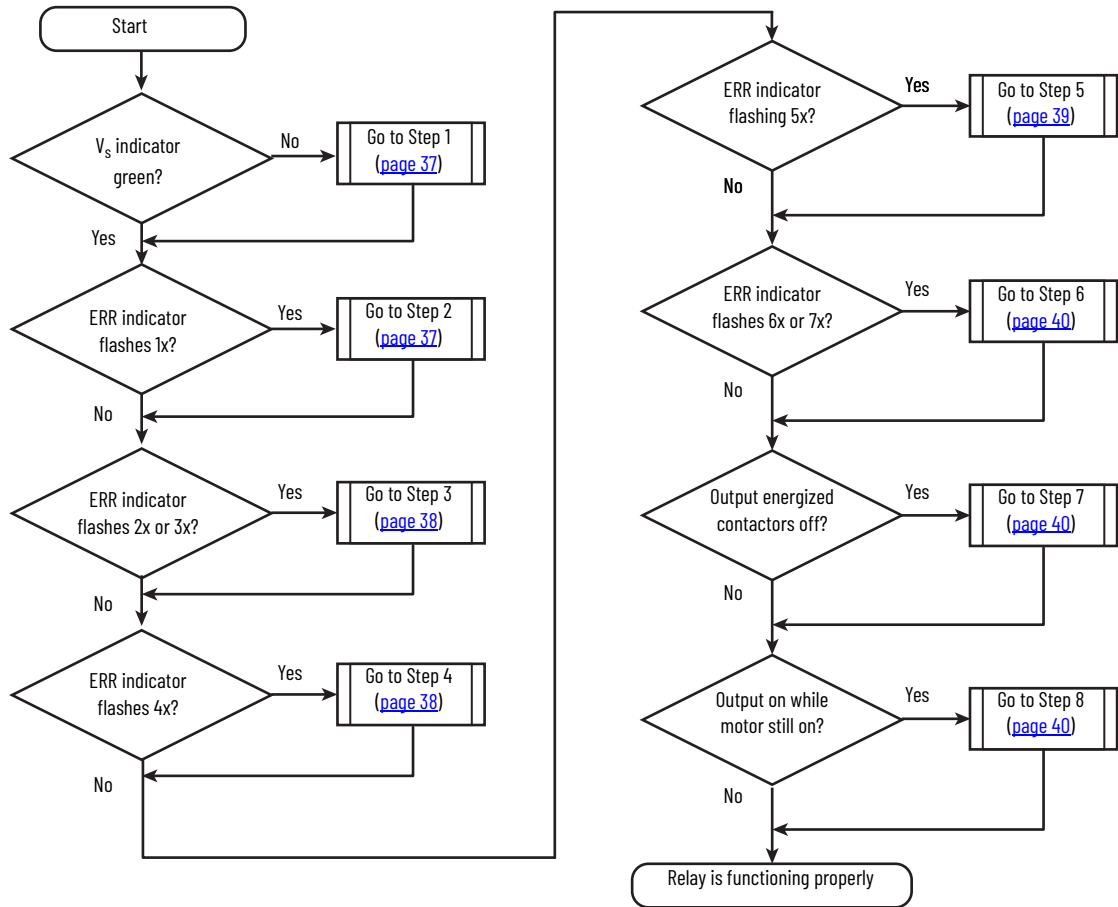 Start
Vs indicator
green?
No
Go to Step 1
(page 37)
Yes
ERR indicator
flashes 1x?
Yes
Go to Step 2
(page 37)
No
ERR indicator
flashes 2x or 3x?
Yes
Go to Step 3
(page 38)
No
ERR indicator
flashes 4x?
Yes
Go to Step 4
(page 38)
No
ERR indicator
flashing 5x?
Yes
Go to Step 5
(page 39)
No
ERR indicator
flashes 6x or 7x?
Yes
Go to Step 6
(page 40)
No
Output energized
contactors off?
Yes
Go to Step 7
(page 40)
No
Output on while
motor still on?
Yes
Go to Step 8
(page 40)
No
Relay is functioning properly